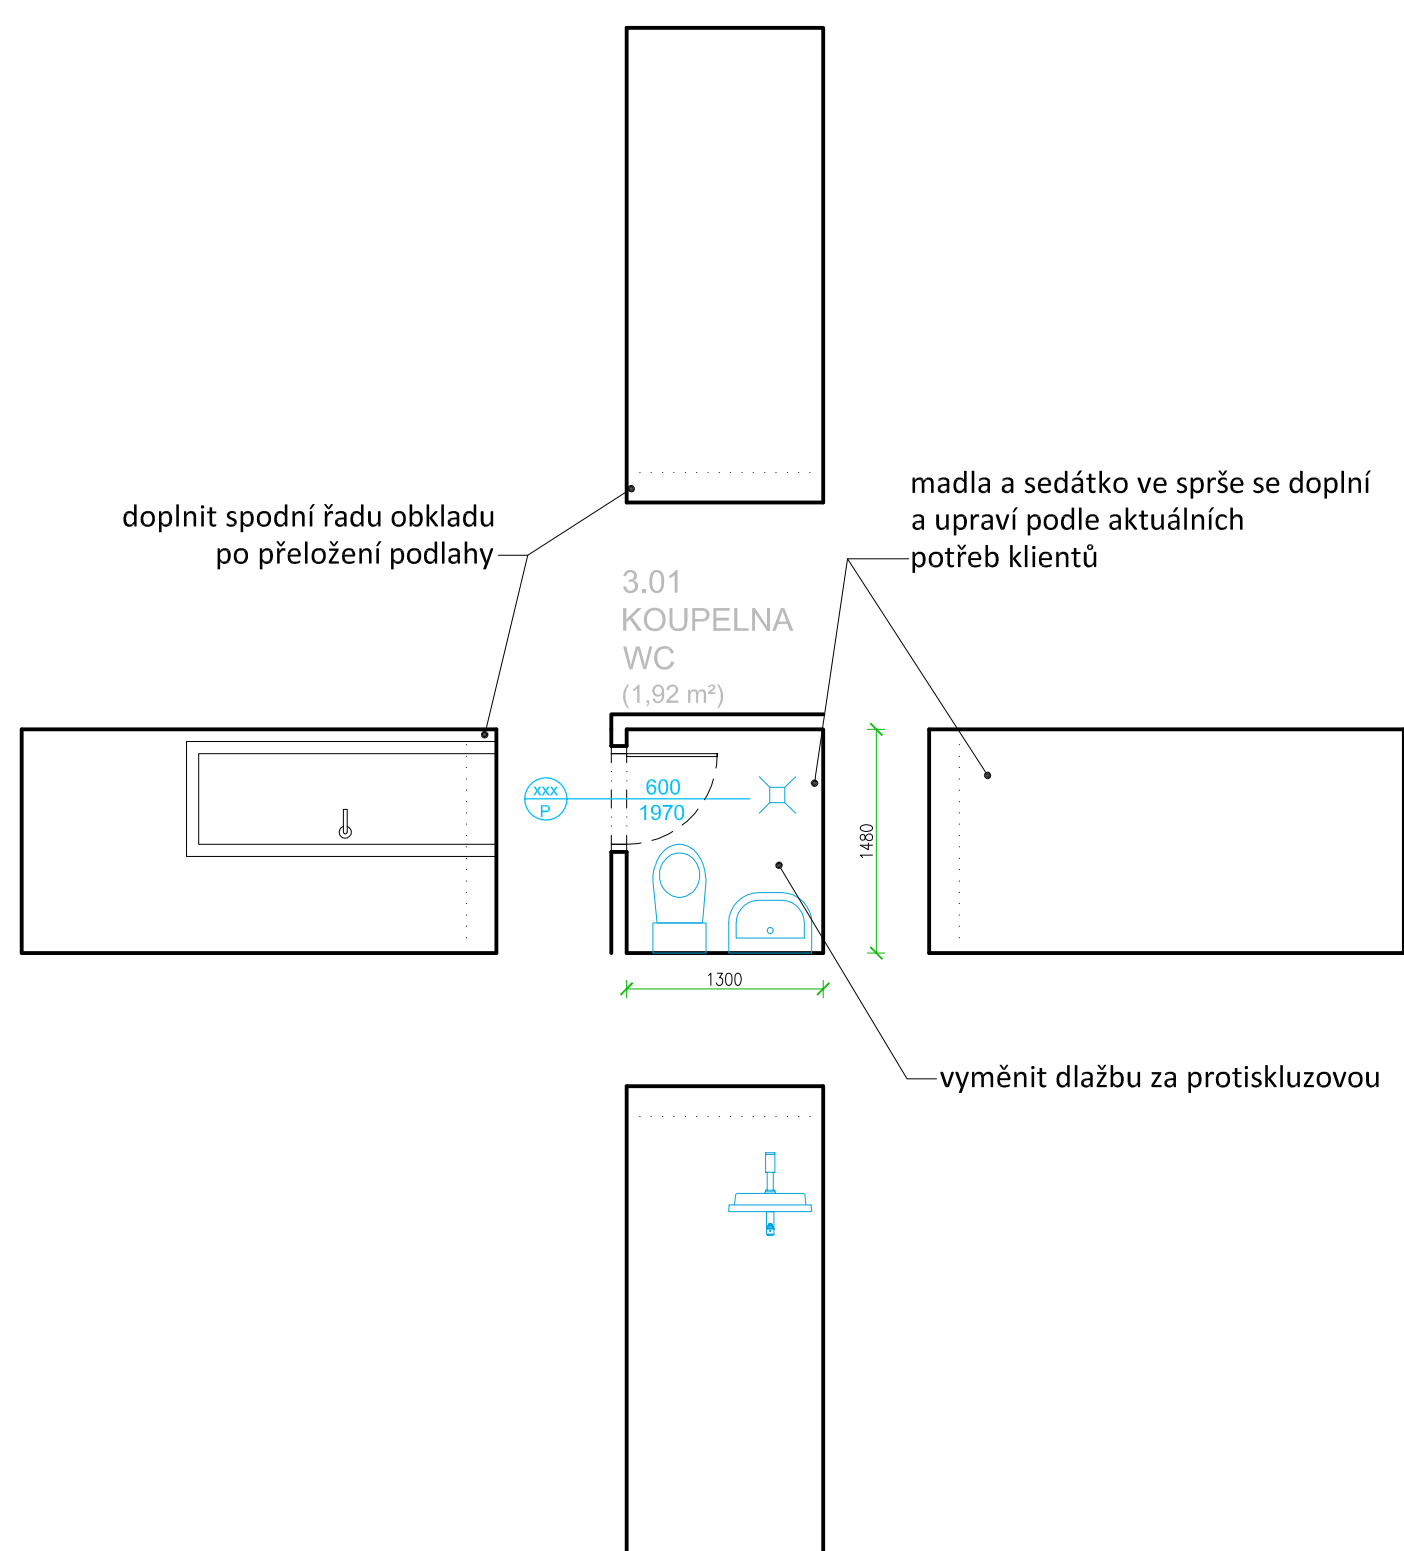 madla a sedátko ve sprše se doplní
a upraví podle aktuálních
potřeb klientů
doplnit spodní řadu obkladu
po přeložení podlahy
3.01
KOUPELNA
WC
(1,92 m²)
xxx
P
600
1970
1480
1300
vyměnit dlažbu za protiskluzovou